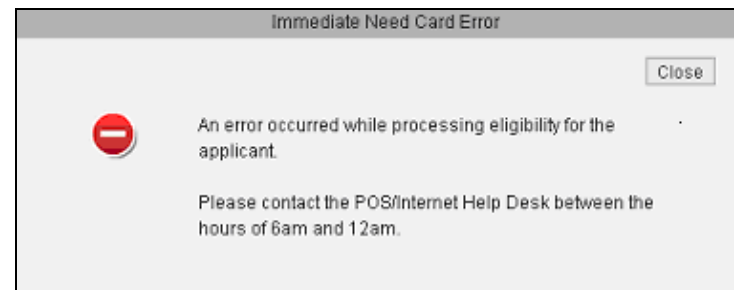 Immediate Need Card Error
Close
An error occurred while processing eligibility for the
applicant.
Please contact the POS/Internet Help Desk between the
hours of 6am and 12am.